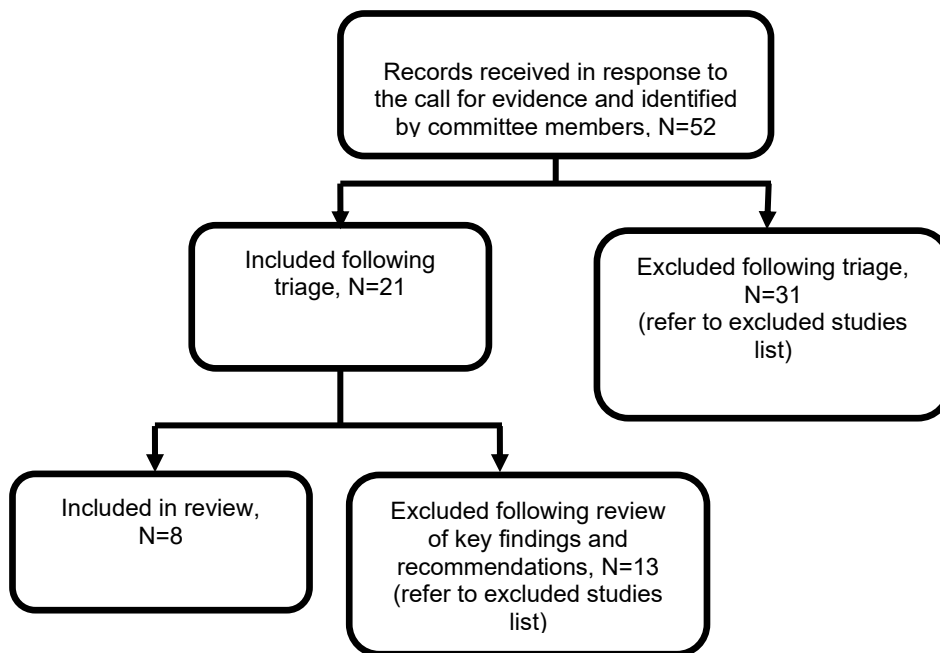 Records received in response to
the call for evidence and identified
by committee members, N=52
Included following
triage, N=21
Excluded following triage,
N=31
(refer to excluded studies
list)
Included in review,
N=8
Excluded following review
of key findings and
recommendations, N=13
(refer to excluded studies
list)